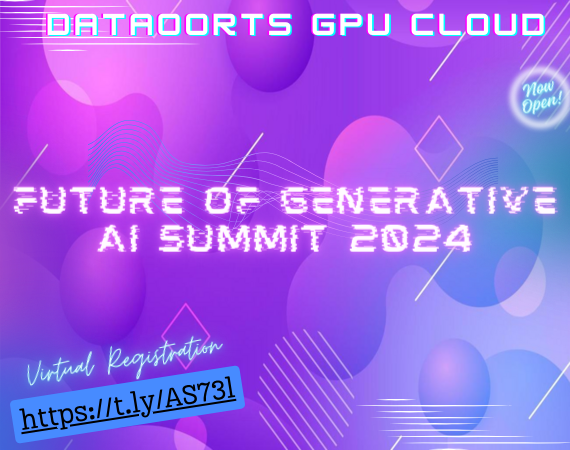 DATAOORTS GPU CLOUD
Now
Open!
FUTURE OF GENERATIVE
AI SUMMIT 2024
Virtual Registration
https://t.ly/AS73l